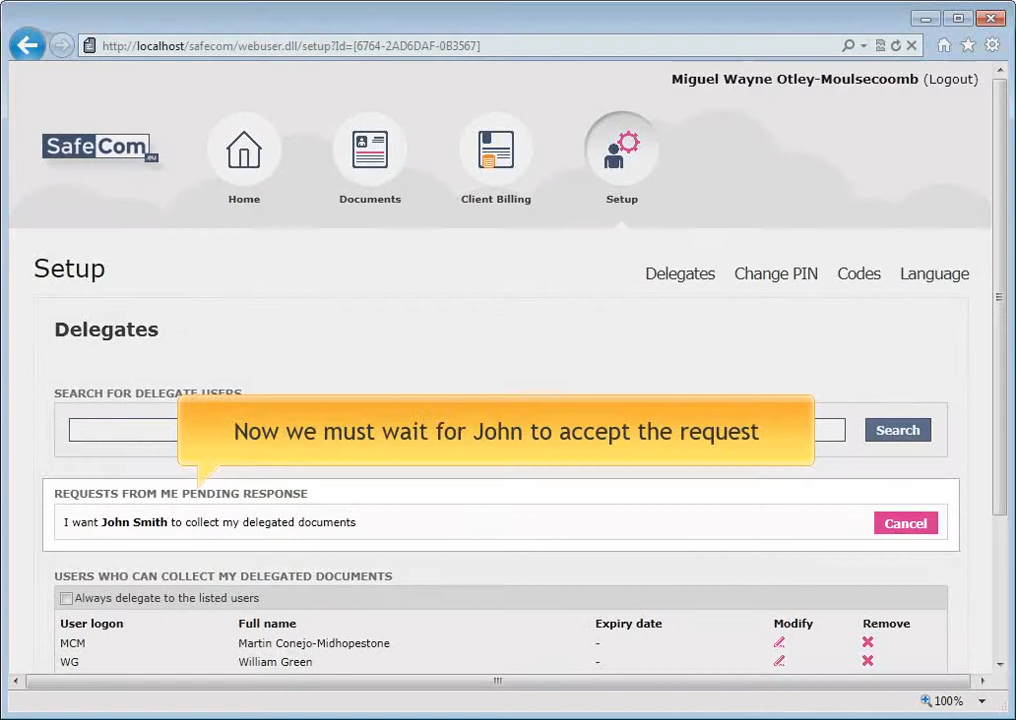 http://localhost/safecom/webuser.dll/setup?Id=[6764-2AD6DAF-0B3567]
Miguel Wayne Otley-Moulsecoomb (Logout)
SafeCom.eu
Home
Documents
Client Billing
Setup
Setup
Delegates
Change PIN
Codes
Language
Delegates
SEARCH FOR DELEGATE USERS
Now we must wait for John to accept the request
Search
REQUESTS FROM ME PENDING RESPONSE
I want John Smith to collect my delegated documents
Cancel
USERS WHO CAN COLLECT MY DELEGATED DOCUMENTS
Always delegate to the listed users
User logon Full name Expiry date Modify Remove
MCM Martin Conejo-Midhopestone -
WG William Green -
100%